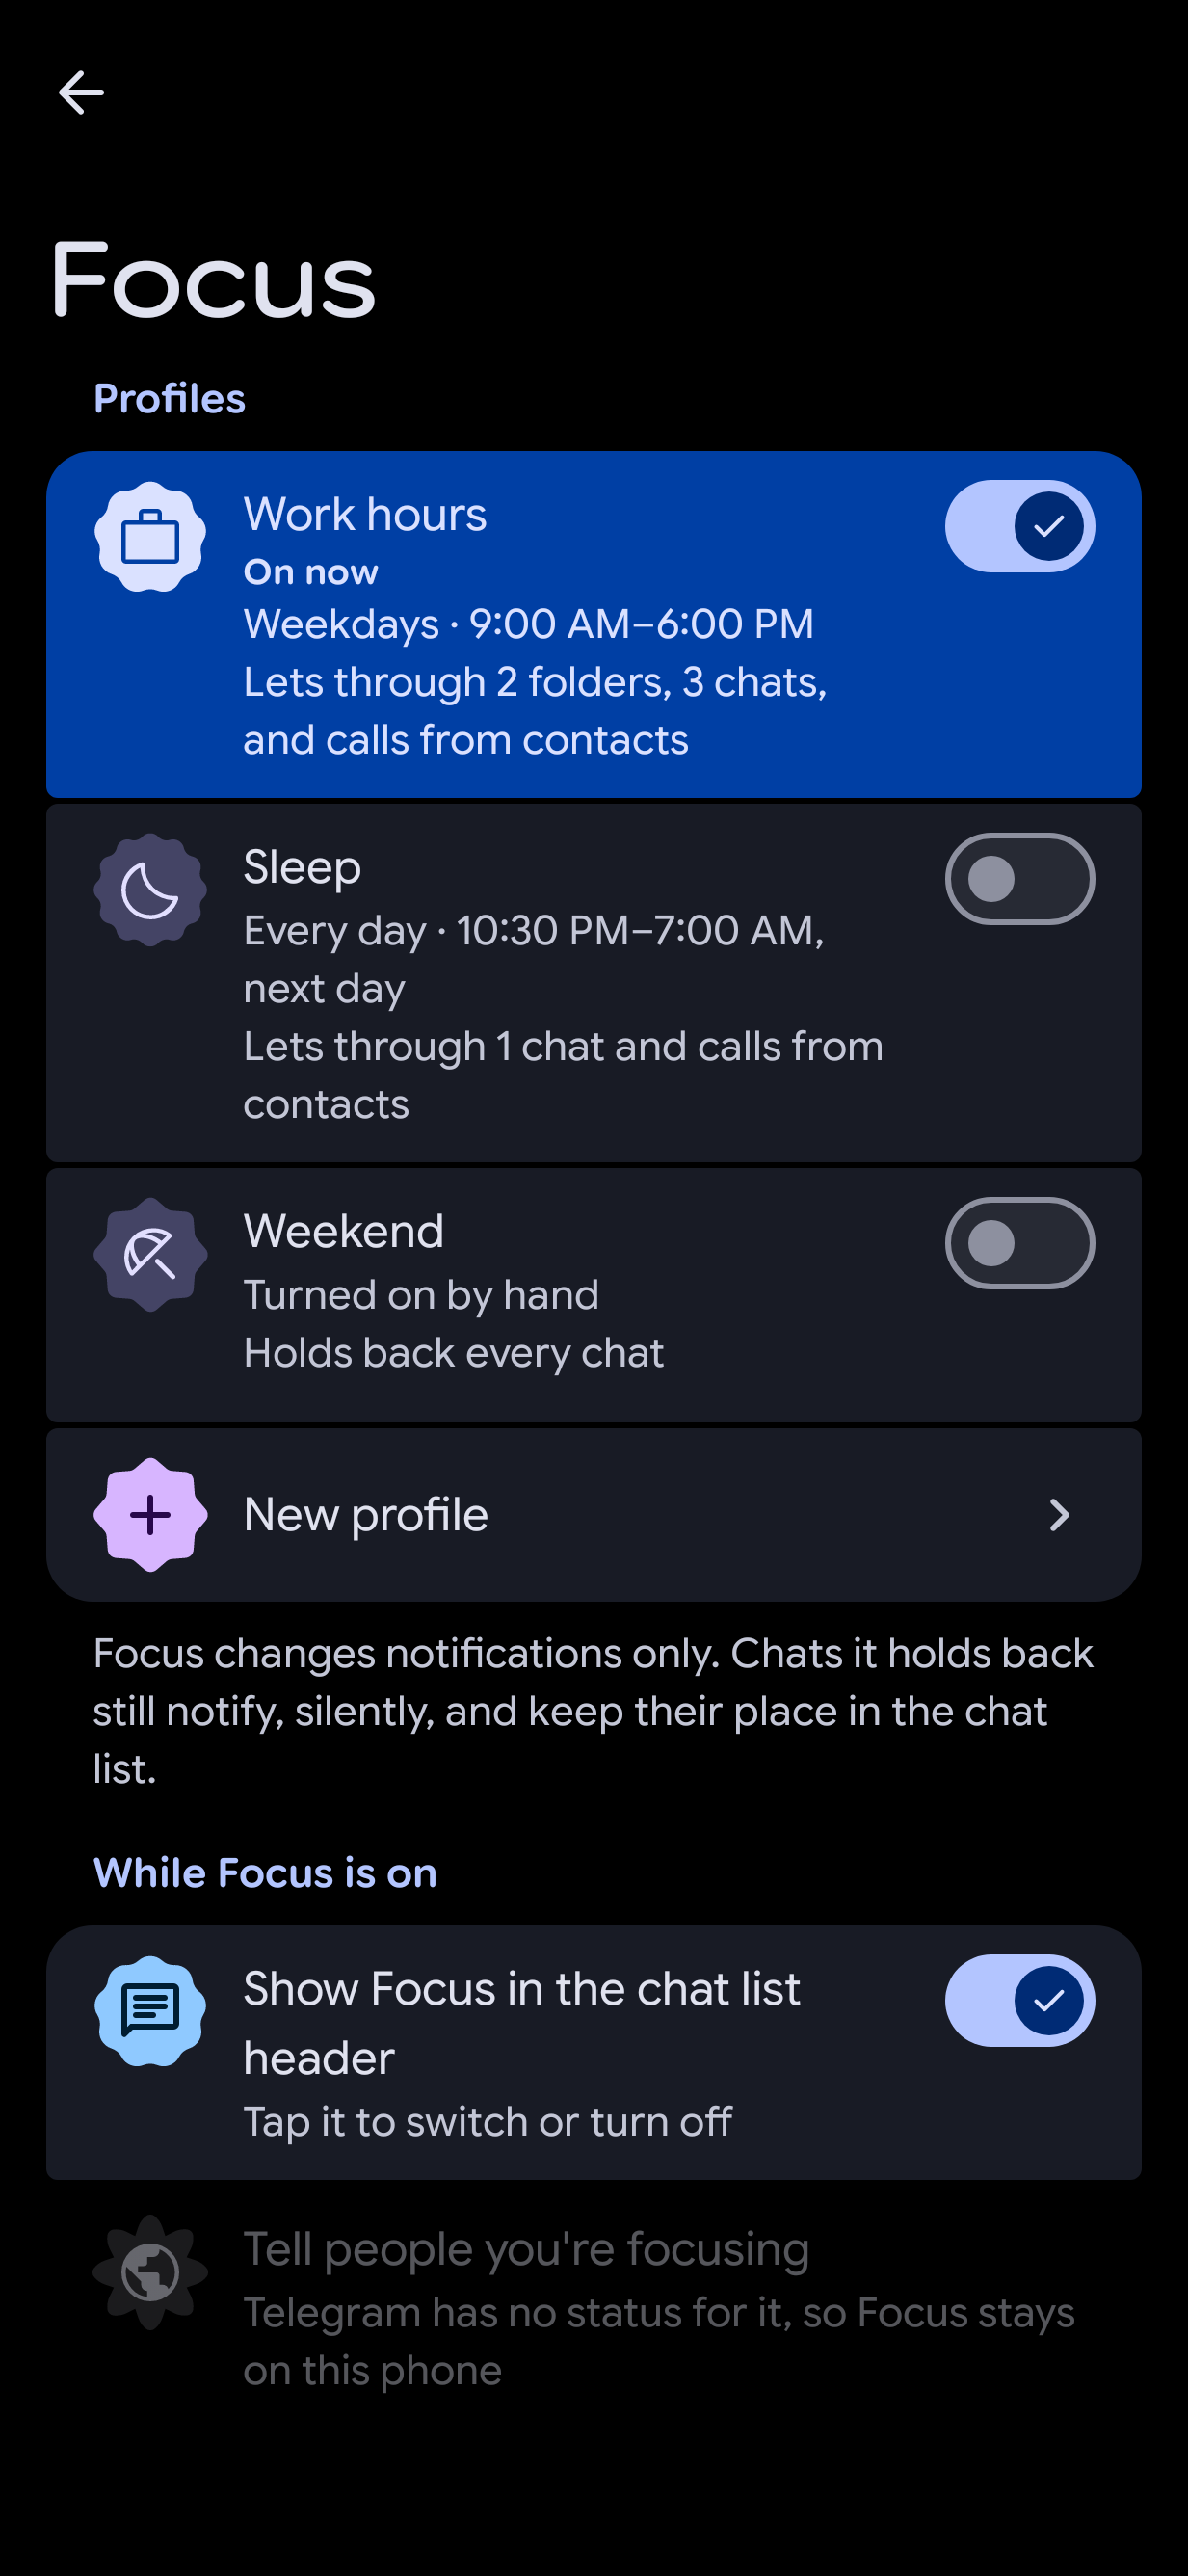 Focus
Profiles
Work hours
On now
Weekdays · 9:00 AM–6:00 PM
Lets through 2 folders, 3 chats,
and calls from contacts
Sleep
Every day · 10:30 PM–7:00 AM,
next day
Lets through 1 chat and calls from
contacts
Weekend
Turned on by hand
Holds back every chat
New profile
Focus changes notifications only. Chats it holds back
still notify, silently, and keep their place in the chat
list.
While Focus is on
Show Focus in the chat list
header
Tap it to switch or turn off
Tell people you're focusing
Telegram has no status for it, so Focus stays
on this phone